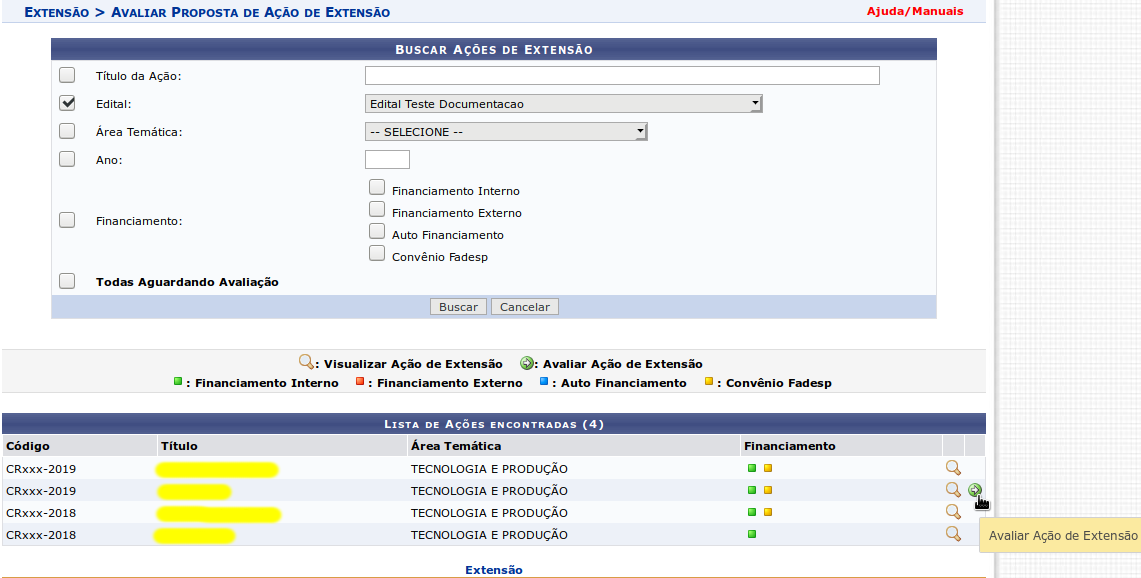 Extensão > Avaliar Proposta de Ação de Extensão
Ajuda/Manuais
Buscar Ações de Extensão
Título da Ação:
Edital: Edital Teste Documentacao
Área Temática: -- SELECIONE --
Ano:
Financiamento Interno
Financiamento Externo
Financiamento:
Auto Financiamento
Convênio Fadesp
Todas Aguardando Avaliação
Buscar Cancelar
: Visualizar Ação de Extensão : Avaliar Ação de Extensão
: Financiamento Interno : Financiamento Externo : Auto Financiamento : Convênio Fadesp
Lista de Ações encontradas (4)
Código Título Área Temática Financiamento
CRxxx-2019 TECNOLOGIA E PRODUÇÃO
CRxxx-2019 TECNOLOGIA E PRODUÇÃO
CRxxx-2018 TECNOLOGIA E PRODUÇÃO
CRxxx-2018 TECNOLOGIA E PRODUÇÃO
Avaliar Ação de Extensão
Extensão